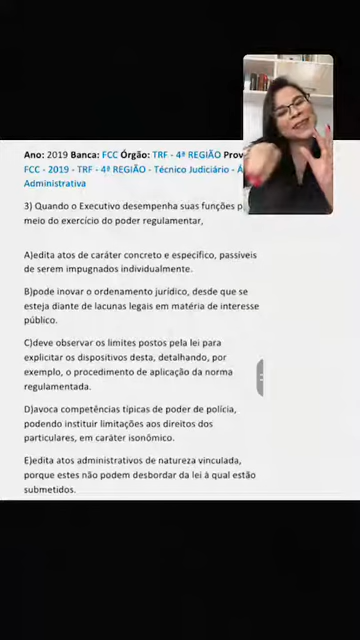 Ano: 2019 Banca: FCC Órgão: TRF - 4ª REGIÃO
FCC - 2019 - TRF - 4ª REGIÃO - Técnico Judiciário -
Administrativa
3) Quando o Executivo desempenha suas funções
meio do exercício do poder regulamentar,
A)edita atos de caráter concreto e específico, passíveis
de serem impugnados individualmente.
B)pode inovar o ordenamento jurídico, desde que se
esteja diante de lacunas legais em matéria de interesse
público.
C)deve observar os limites postos pela lei para
explicitar os dispositivos desta, detalhando, por
exemplo, o procedimento de aplicação da norma
regulamentada.
D)avoca competências típicas de poder de polícia,
podendo instituir limitações aos direitos dos
particulares, em caráter isonômico.
E)edita atos administrativos de natureza vinculada,
porque estes não podem desbordar da lei à qual estão
submetidos.